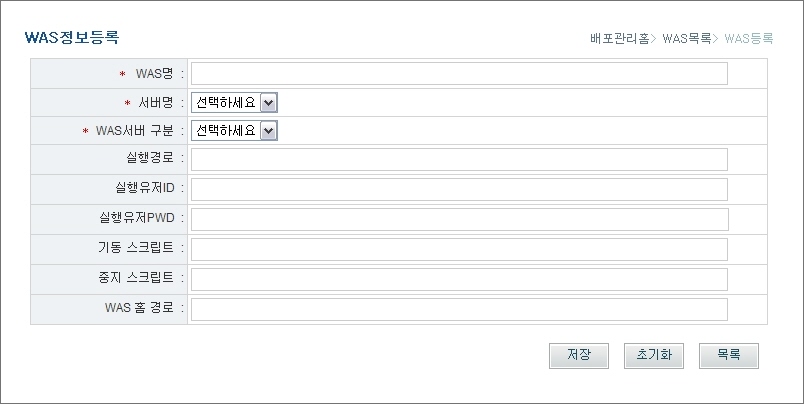 WAS정보등록
배포관리홈> WAS목록> WAS등록
* WAS명 :
* 서버명 : 선택하세요
* WAS서버 구분 : 선택하세요
실행경로 :
실행유저ID :
실행유저PWD :
기동 스크립트 :
중지 스크립트 :
WAS 홈 경로 :
저장 초기화 목록